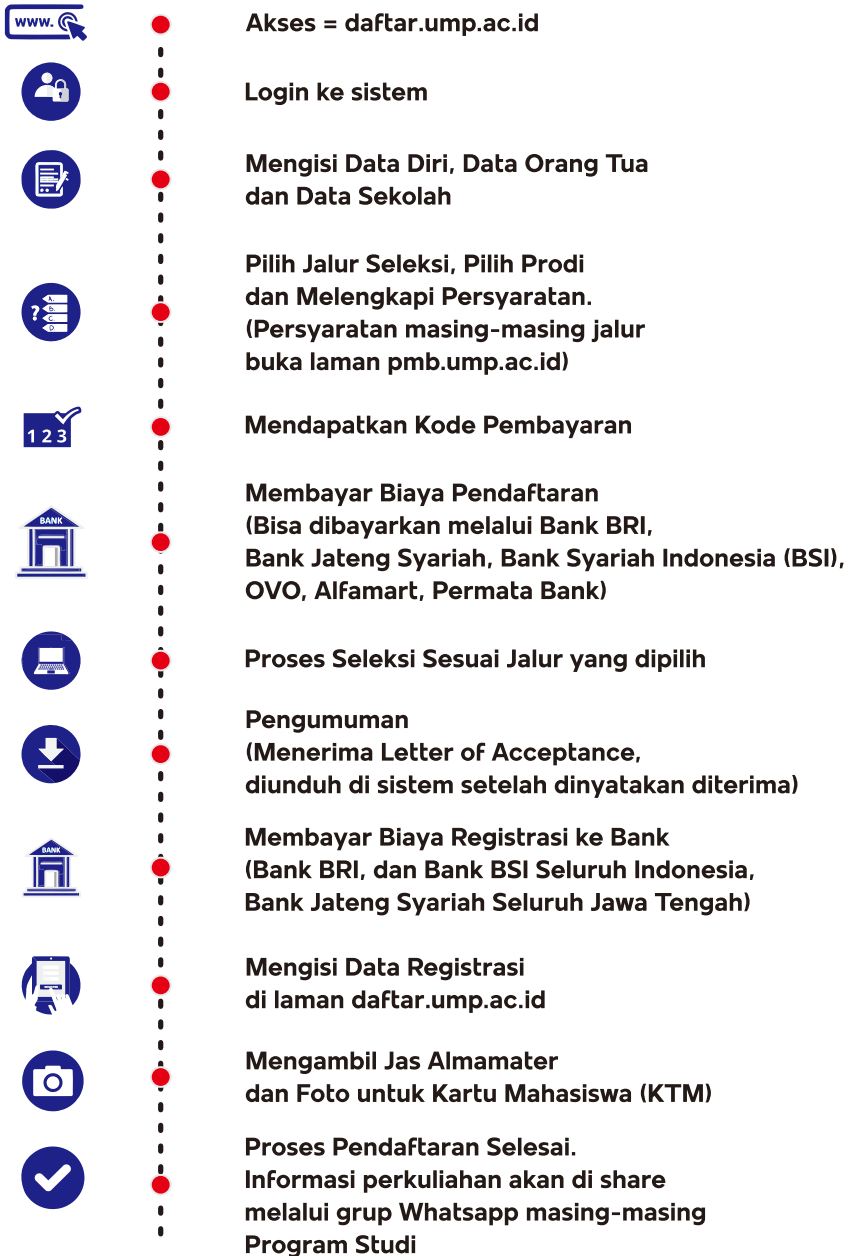 www.
Akses = daftar.ump.ac.id
Login ke sistem
Mengisi Data Diri, Data Orang Tua
dan Data Sekolah
?
A.
B.
C.
D
Pilih Jalur Seleksi, Pilih Prodi
dan Melengkapi Persyaratan.
(Persyaratan masing-masing jalur
buka laman pmb.ump.ac.id)
1 2 3
Mendapatkan Kode Pembayaran
BANK
Membayar Biaya Pendaftaran
(Bisa dibayarkan melalui Bank BRI,
Bank Jateng Syariah, Bank Syariah Indonesia (BSI),
OVO, Alfamart, Permata Bank)
Proses Seleksi Sesuai Jalur yang dipilih
Pengumuman
(Menerima Letter of Acceptance,
diunduh di sistem setelah dinyatakan diterima)
BANK
Membayar Biaya Registrasi ke Bank
(Bank BRI, dan Bank BSI Seluruh Indonesia,
Bank Jateng Syariah Seluruh Jawa Tengah)
Mengisi Data Registrasi
di laman daftar.ump.ac.id
Mengambil Jas Almamater
dan Foto untuk Kartu Mahasiswa (KTM)
Proses Pendaftaran Selesai.
Informasi perkuliahan akan di share
melalui grup Whatsapp masing-masing
Program Studi